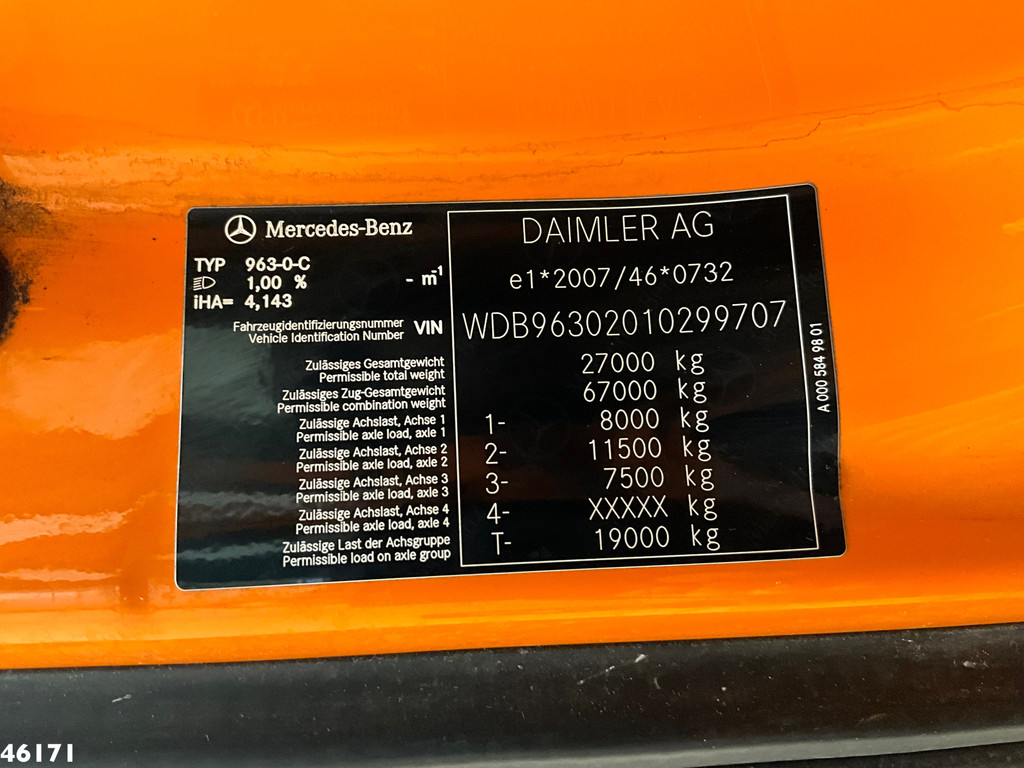 Mercedes-Benz
TYP 963-0-C
1,00 % - m⁻¹
iHA= 4,143
Fahrzeugidentifizierungsnummer
Vehicle Identification Number
VIN
Zulässiges Gesamtgewicht
Permissible total weight
Zulässiges Zug-Gesamtgewicht
Permissible combination weight
Zulässige Achslast, Achse 1
Permissible axle load, axle 1
Zulässige Achslast, Achse 2
Permissible axle load, axle 2
Zulässige Achslast, Achse 3
Permissible axle load, axle 3
Zulässige Achslast, Achse 4
Permissible axle load, axle 4
Zulässige Last der Achsgruppe
Permissible load on axle group
DAIMLER AG
e1*2007/46*0732
WDB96302010299707
27000 kg
67000 kg
1- 8000 kg
2- 11500 kg
3- 7500 kg
4- XXXXX kg
T- 19000 kg
A 000 584 98 01
46171